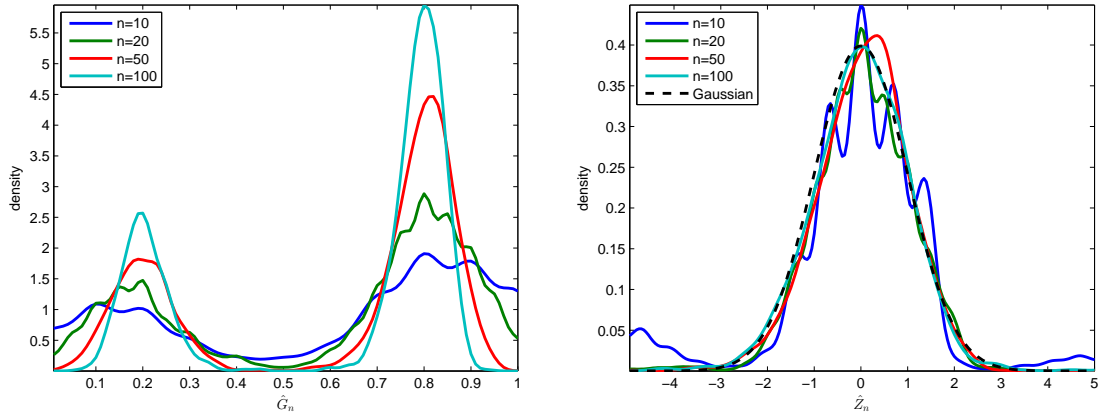 n=10
n=20
n=50
n=100
density
5.5
5
4.5
4
3.5
3
2.5
2
1.5
1
0.5
0.1 0.2 0.3 0.4 0.5 0.6 0.7 0.8 0.9 1
Ĝn
n=10
n=20
n=50
n=100
Gaussian
density
0.4
0.35
0.3
0.25
0.2
0.15
0.1
0.05
−4 −3 −2 −1 0 1 2 3 4 5
Ẑn